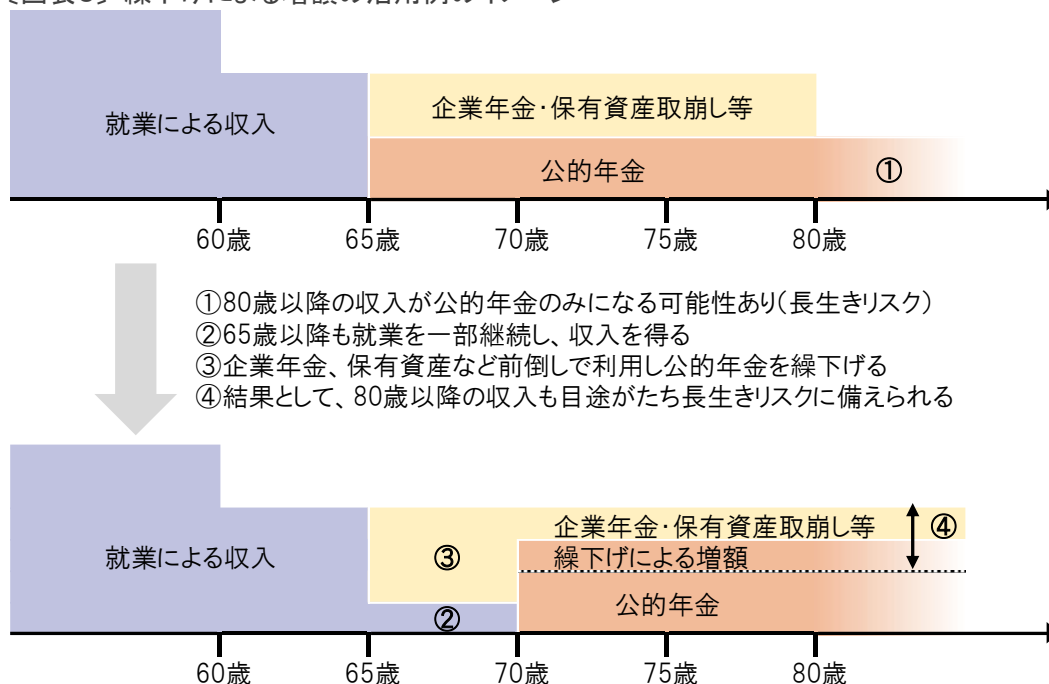 就業による収入
企業年金・保有資産取崩し等
公的年金
①
60歳
65歳
70歳
75歳
80歳
①80歳以降の収入が公的年金のみになる可能性あり(長生きリスク)
②65歳以降も就業を一部継続し、収入を得る
③企業年金、保有資産など前倒しで利用し公的年金を繰下げる
④結果として、80歳以降の収入も目途がたち長生きリスクに備えられる
就業による収入
③
②
企業年金・保有資産取崩し等
④
繰下げによる増額
公的年金
60歳
65歳
70歳
75歳
80歳